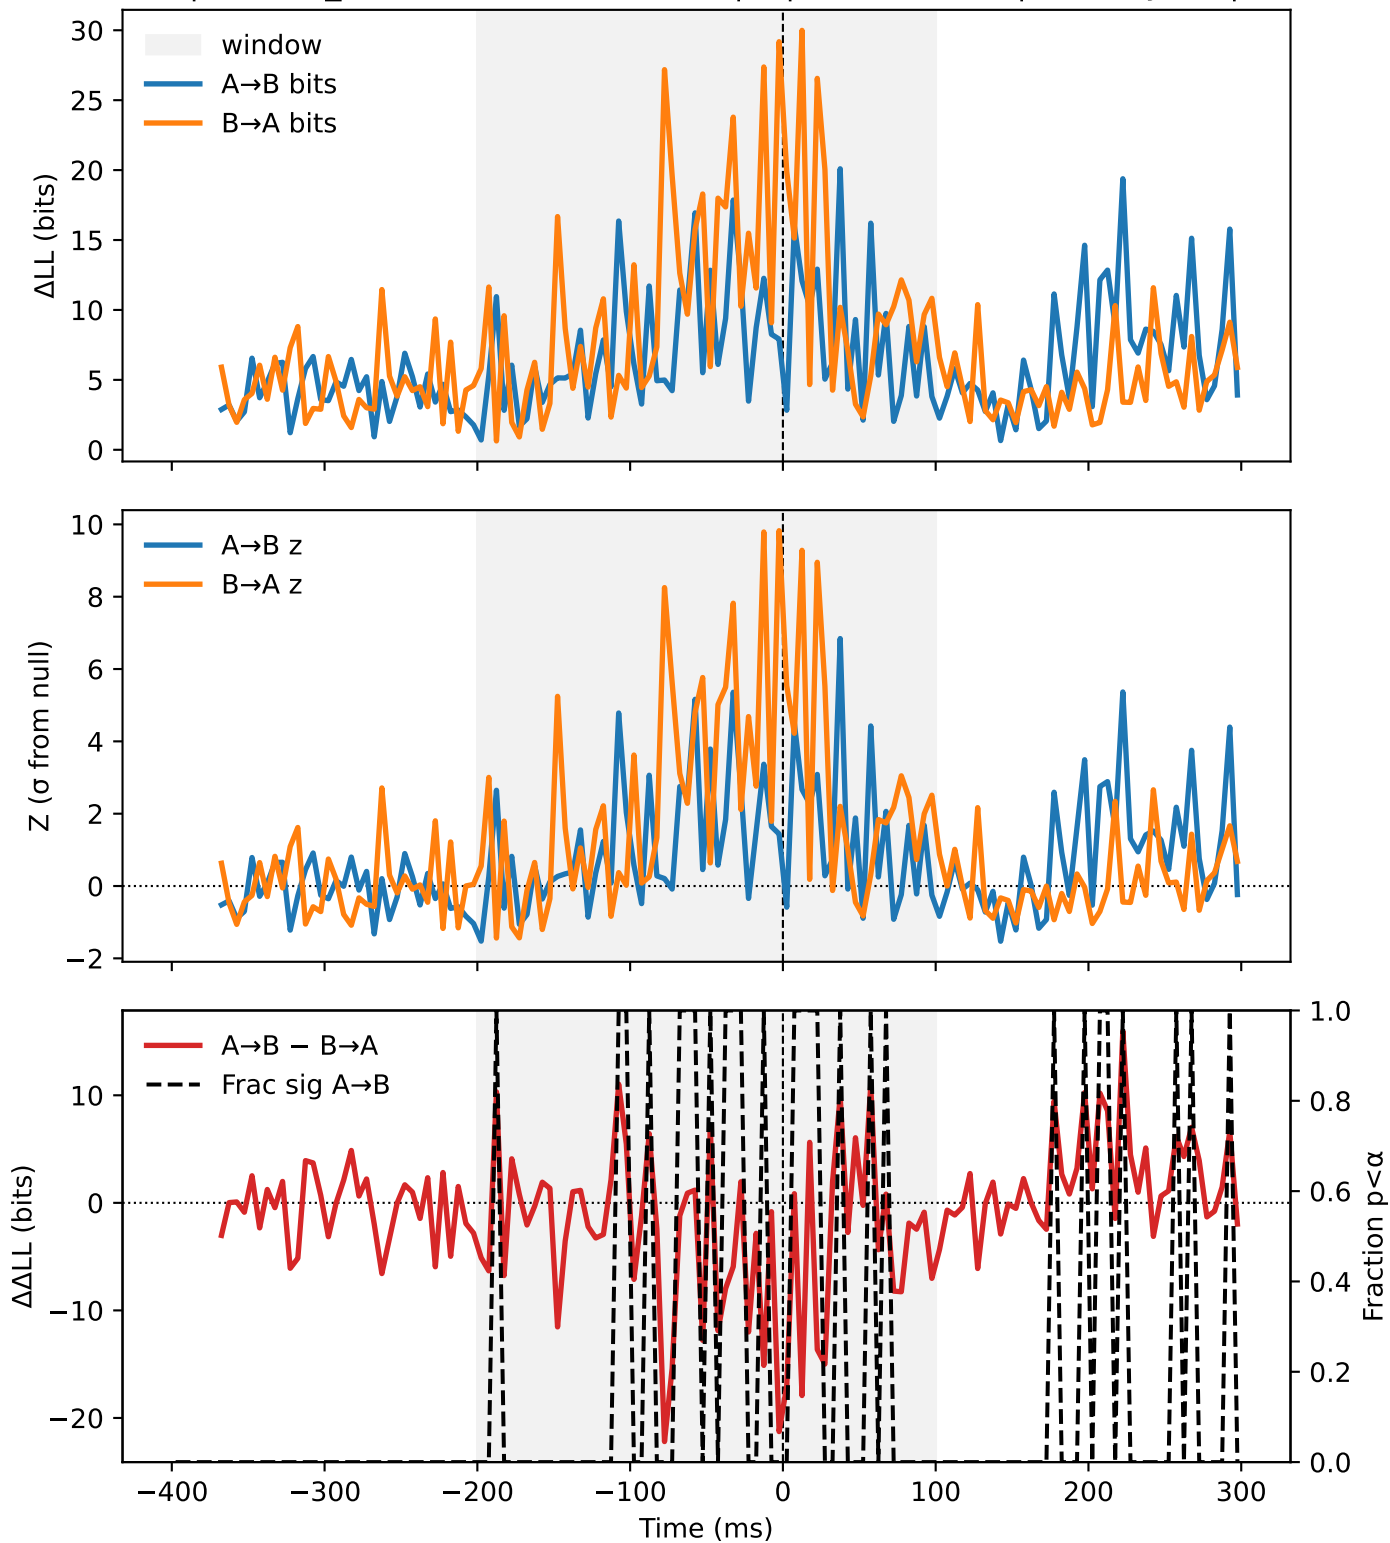 30
25
20
15
10
5
0
ΔLL (bits)
window
A→B bits
B→A bits
10
8
6
4
2
0
−2
Z (σ from null)
A→B z
B→A z
10
0
−10
−20
ΔΔLL (bits)
A→B − B→A
Frac sig A→B
1.0
0.8
0.6
0.4
0.2
0.0
Fraction p<α
−400
−300
−200
−100
0
100
200
300
Time (ms)